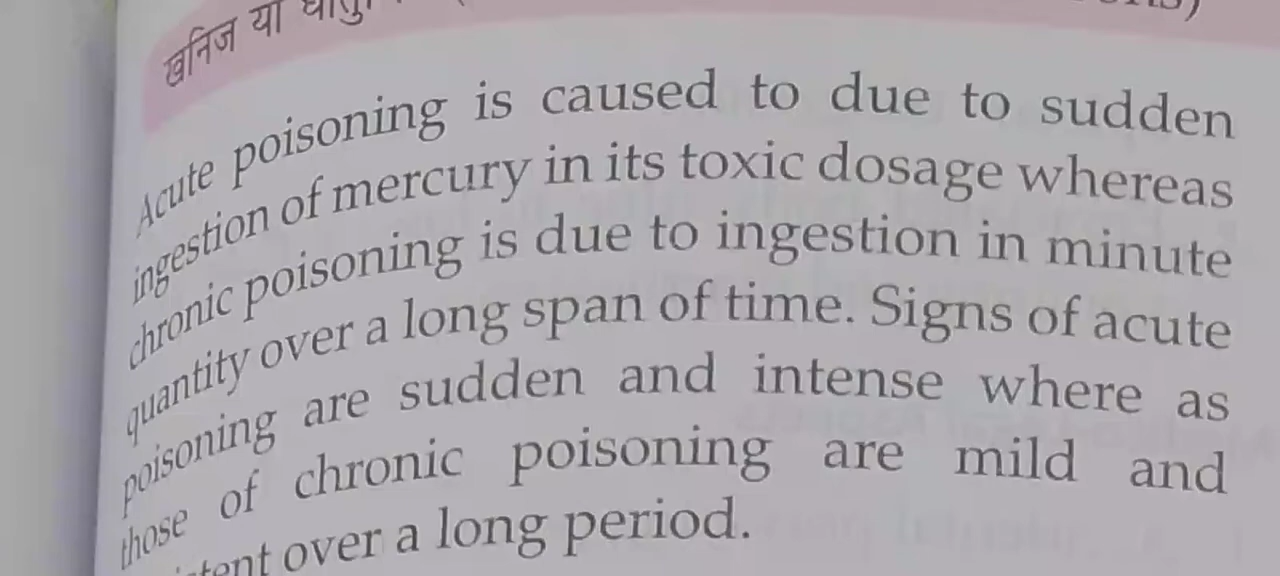 खनिज या
Acute poisoning is caused to due to sudden
ingestion of mercury in its toxic dosage whereas
chronic poisoning is due to ingestion in minute
quantity over a long span of time. Signs of acute
poisoning are sudden and intense where as
those of chronic poisoning are mild and
over a long period.